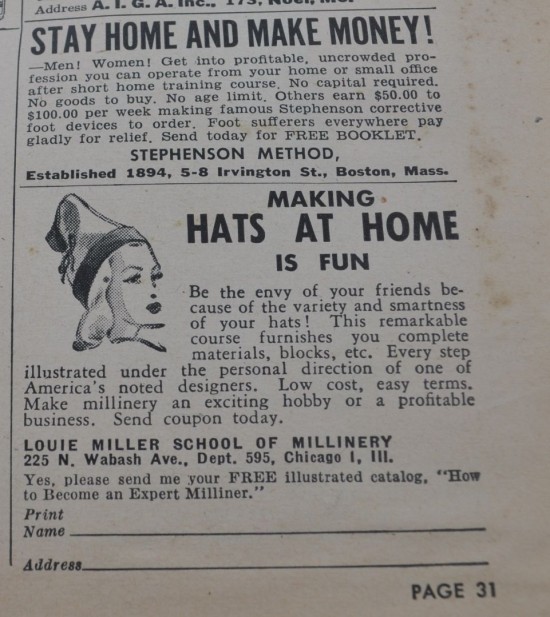 Address A. I. G. A. Inc., 173, Noel, Mo.
STAY HOME AND MAKE MONEY!
—Men! Women! Get into profitable, uncrowded pro-
fession you can operate from your home or small office
after short home training course. No capital required.
No goods to buy. No age limit. Others earn $50.00 to
$100.00 per week making famous Stephenson corrective
foot devices to order. Foot sufferers everywhere pay
gladly for relief. Send today for FREE BOOKLET.
STEPHENSON METHOD,
Established 1894, 5-8 Irvington St., Boston, Mass.
MAKING
HATS AT HOME
IS FUN
Be the envy of your friends be-
cause of the variety and smartness
of your hats! This remarkable
course furnishes you complete
materials, blocks, etc. Every step
illustrated under the personal direction of one of
America's noted designers. Low cost, easy terms.
Make millinery an exciting hobby or a profitable
business. Send coupon today.
LOUIE MILLER SCHOOL OF MILLINERY
225 N. Wabash Ave., Dept. 595, Chicago 1, Ill.
Yes, please send me your FREE illustrated catalog, "How
to Become an Expert Milliner."
Print
Name
Address
PAGE 31